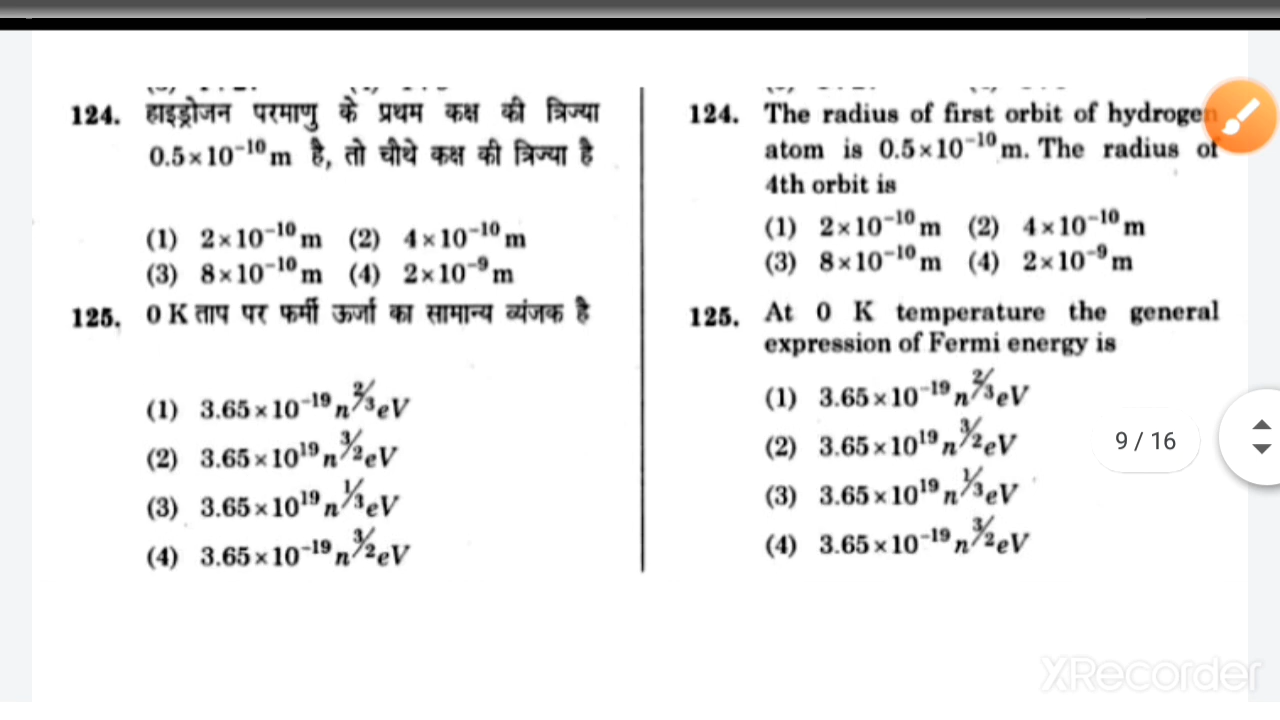 124. हाइड्रोजन परमाणु के प्रथम कक्ष की त्रिज्या
0.5×10⁻¹⁰ m है, तो चौथे कक्ष की त्रिज्या है
(1) 2×10⁻¹⁰ m (2) 4×10⁻¹⁰ m
(3) 8×10⁻¹⁰ m (4) 2×10⁻⁹ m
125. 0 K ताप पर फर्मी ऊर्जा का सामान्य व्यंजक है
(1) 3.65×10⁻¹⁹ n^2/3 eV
(2) 3.65×10¹⁹ n^3/2 eV
(3) 3.65×10¹⁹ n^1/3 eV
(4) 3.65×10⁻¹⁹ n^3/2 eV
124. The radius of first orbit of hydrogen
atom is 0.5×10⁻¹⁰ m. The radius of
4th orbit is
(1) 2×10⁻¹⁰ m (2) 4×10⁻¹⁰ m
(3) 8×10⁻¹⁰ m (4) 2×10⁻⁹ m
125. At 0 K temperature the general
expression of Fermi energy is
(1) 3.65×10⁻¹⁹ n^2/3 eV
(2) 3.65×10¹⁹ n^3/2 eV
(3) 3.65×10¹⁹ n^1/3 eV
(4) 3.65×10⁻¹⁹ n^3/2 eV
9 / 16
XRecorder